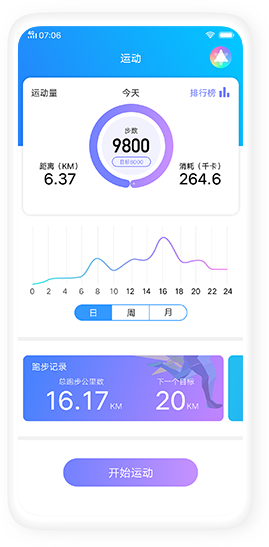 4G 07:06
运动
运动量 今天 排行榜
步数
9800
目标8000
距离（KM） 消耗（千卡）
6.37 264.6
0 2 4 6 8 10 12 14 16 18 20 22 24
日 周 月
跑步记录
总跑步公里数 下一个目标
16.17 KM 20 KM
开始运动